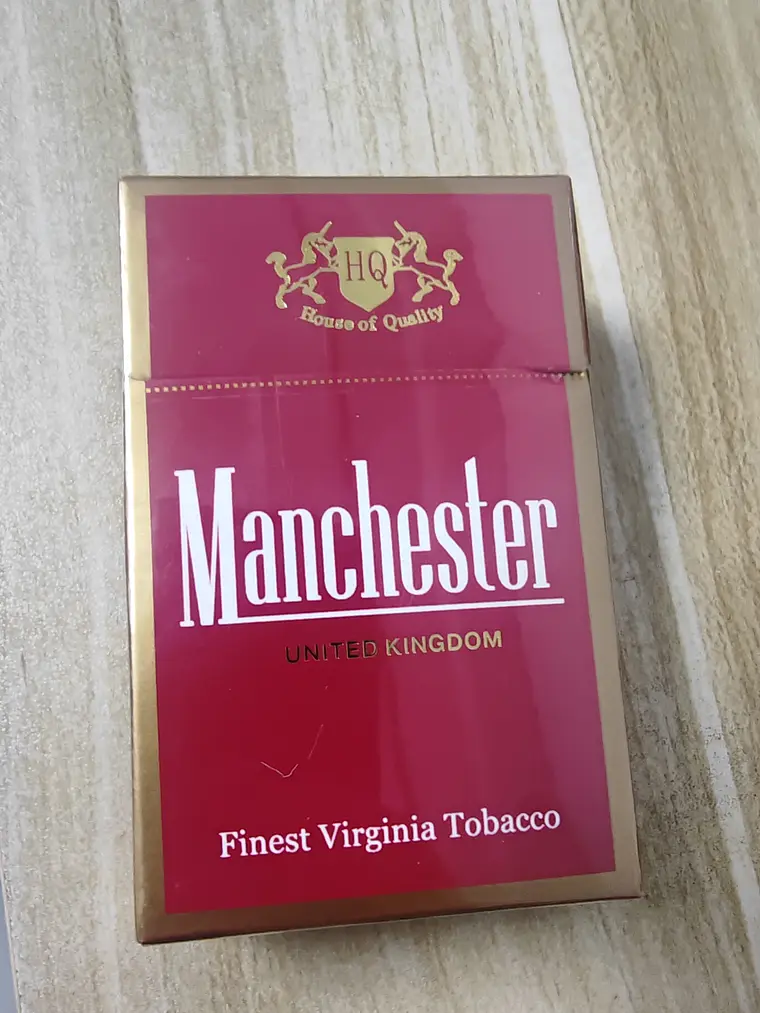 HQ
House of Quality
Manchester
UNITED KINGDOM
Finest Virginia Tobacco